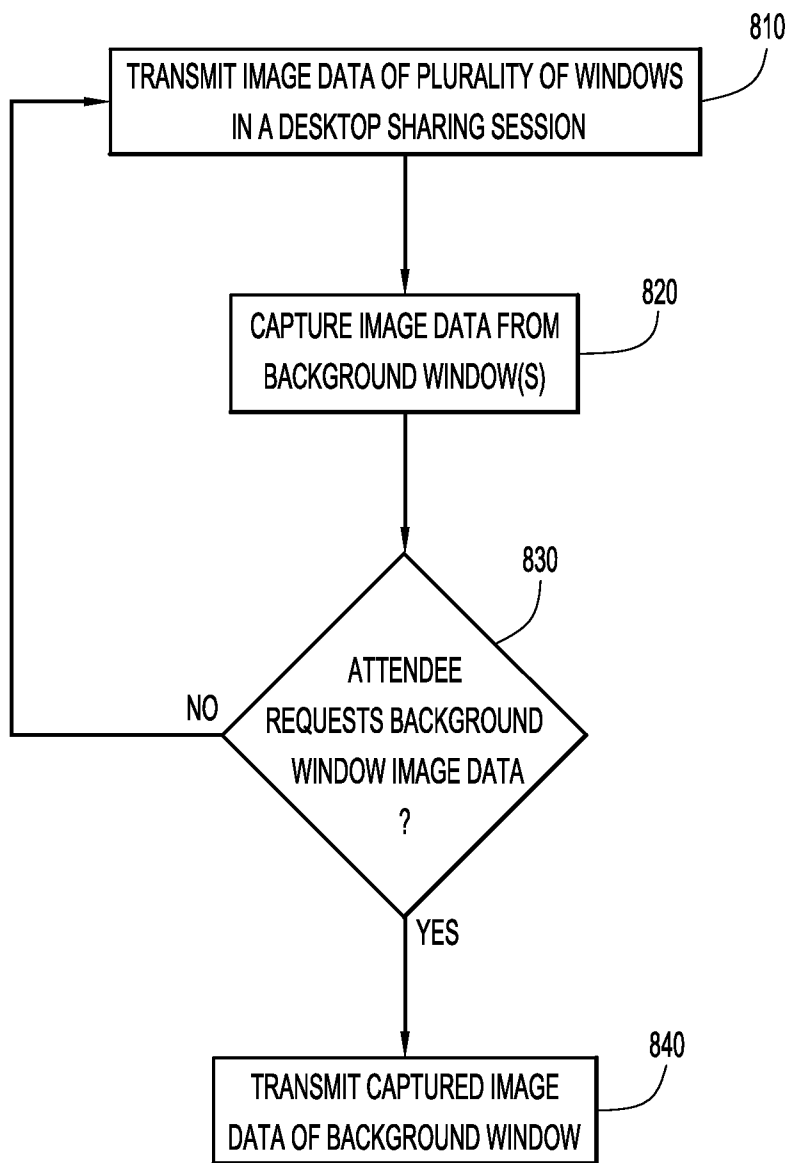 810
TRANSMIT IMAGE DATA OF PLURALITY OF WINDOWS
IN A DESKTOP SHARING SESSION
820
CAPTURE IMAGE DATA FROM
BACKGROUND WINDOW(S)
830
ATTENDEE
REQUESTS BACKGROUND
WINDOW IMAGE DATA
?
NO
YES
840
TRANSMIT CAPTURED IMAGE
DATA OF BACKGROUND WINDOW